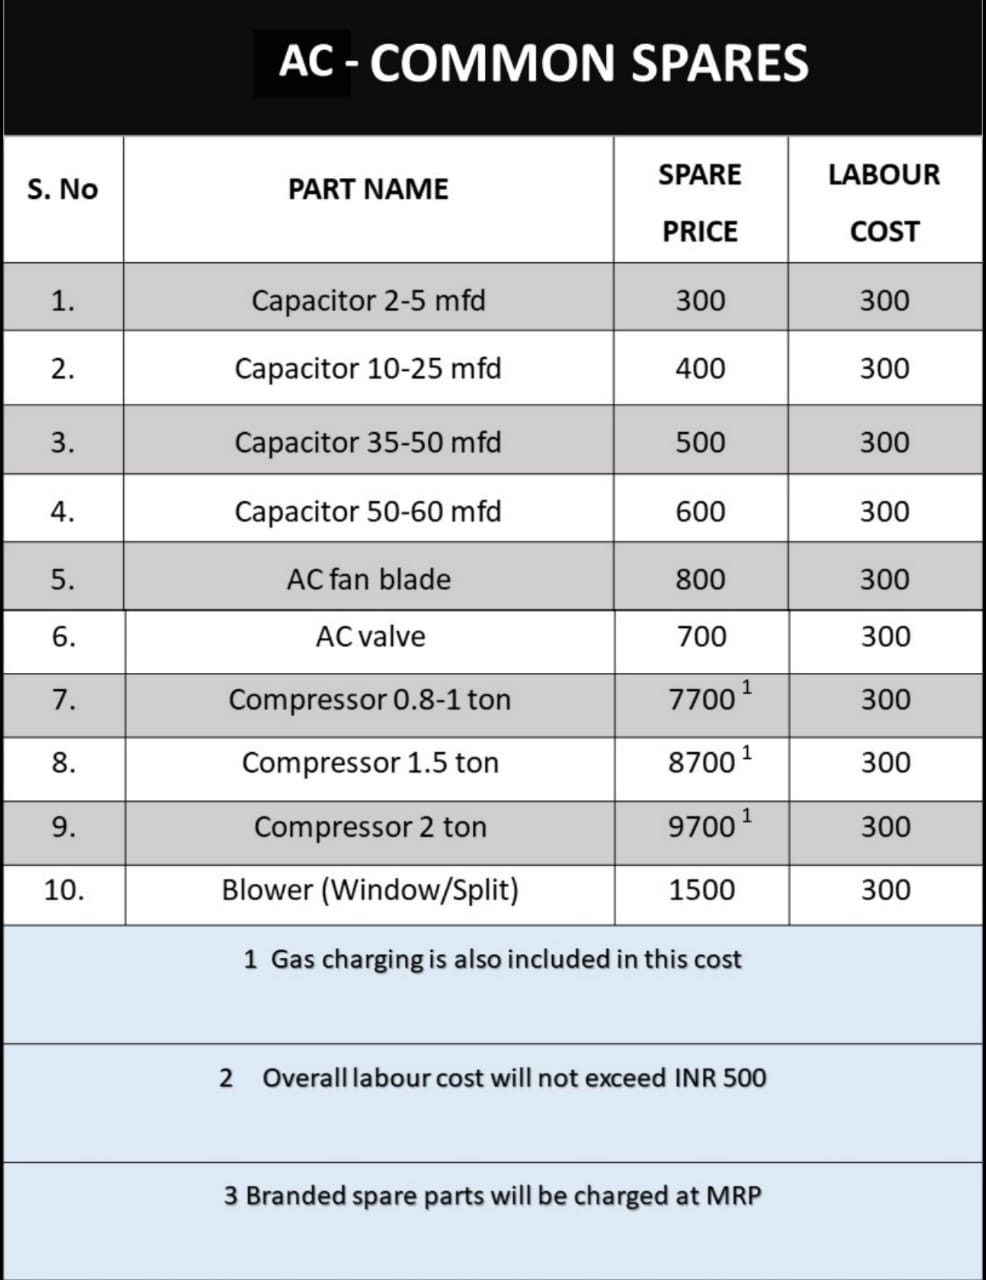 AC - COMMON SPARES
S. No PART NAME SPARE PRICE LABOUR COST
1. Capacitor 2-5 mfd 300 300
2. Capacitor 10-25 mfd 400 300
3. Capacitor 35-50 mfd 500 300
4. Capacitor 50-60 mfd 600 300
5. AC fan blade 800 300
6. AC valve 700 300
7. Compressor 0.8-1 ton 7700 1 300
8. Compressor 1.5 ton 8700 1 300
9. Compressor 2 ton 9700 1 300
10. Blower (Window/Split) 1500 300
1 Gas charging is also included in this cost
2 Overall labour cost will not exceed INR 500
3 Branded spare parts will be charged at MRP